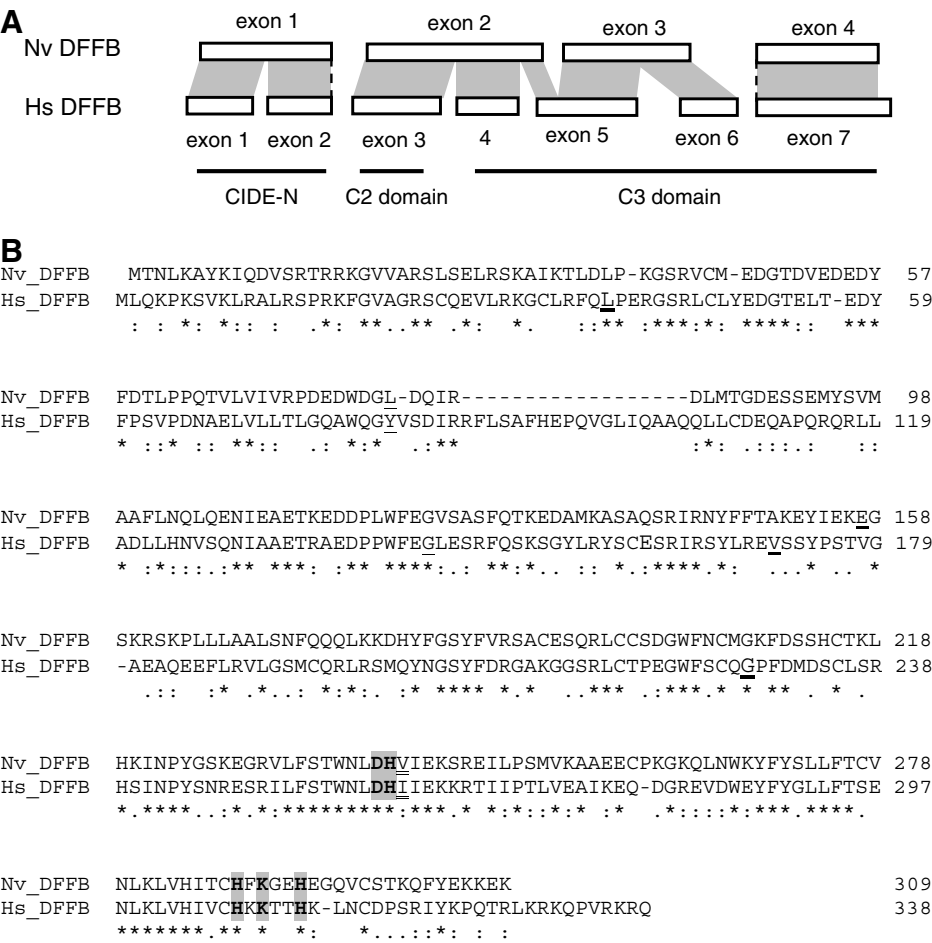 A
exon 1 exon 2 exon 3 exon 4
Nv DFFB
Hs DFFB
exon 1 exon 2 exon 3 4 exon 5 exon 6 exon 7
CIDE-N C2 domain C3 domain
B
Nv_DFFB MTNLKAYKIQDVSRTRRKGVVARSLSELRSKAIKTLDLP-KGSRVCM-EDGTDVEDEDY 57
Hs_DFFB MLQKPKSVKLRALRSPRKFGVAGRSCQEVLRKGCLRFQLPERGSRLCLYEDGTELT-EDY 59
: : *: *:: : .*: **..** .*: *. ::** :***:*: ****:: ***
Nv_DFFB FDTLPPQTVLVIVRPDEDWDGL-DQIR------------------DLMTGDESSEMYSVM 98
Hs_DFFB FPSVPDNAELVLLTLGQAWQGYVSDIRRFLSAFHEPQVGLIQAAQQLLCDEQAPQRQRLL 119
* ::* :: **:: .: *:* .::** :*: .:::.: ::
Nv_DFFB AAFLNQLQENIEAETKEDDPLWFEGVSASFQTKEDAMKASAQSRIRNYFFTAKEYIEKEG 158
Hs_DFFB ADLLHNVSQNIAAETRAEDPPWFEGLESRFQSKSGYLRYSCESRIRSYLREVSSYPSTVG 179
* :*:::.:** ***: :** ****:.: **:*.. :: *.:****.*: ...* .. *
Nv_DFFB SKRSKPLLLAALSNFQQQLKKDHYFGSYFVRSACESQRLCCSDGWFNCMGKFDSSHCTKL 218
Hs_DFFB -AEAQEEFLRVLGSMCQRLRSMQYNGSYFDRGAKGGSRLCTPEGWFSCQGPFDMDSCLSR 238
.:: :* .*..: *:*:. :* **** *.* ..*** .:***.* * ** . * .
Nv_DFFB HKINPYGSKEGRVLFSTWNLDHVIEKSREILPSMVKAAEECPKGKQLNWKYFYSLLFTCV 278
Hs_DFFB HSINPYSNRESRILFSTWNLDHIIEKKRTIIPTLVEAIKEQ-DGREVDWEYFYGLLFTSE 297
*.****..:*.*:*********:***.* *:*::*:* :* .*::::*:***.****.
Nv_DFFB NLKLVHITCHFKGEHEGQVCSTKQFYEKKEK 309
Hs_DFFB NLKLVHIVCHKKTTHK-LNCDPSRIYKPQTRLKRKQPVRKRQ 338
*******.** * *: *...::*: : :